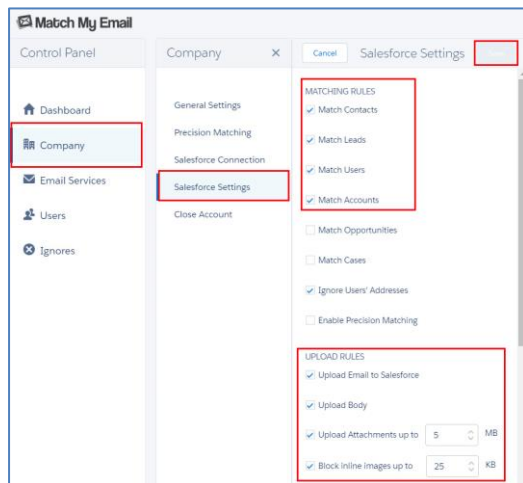 Match My Email
Control Panel
Dashboard
Company
Email Services
Users
Ignores
Company ×
General Settings
Precision Matching
Salesforce Connection
Salesforce Settings
Close Account
Cancel Salesforce Settings
MATCHING RULES
Match Contacts
Match Leads
Match Users
Match Accounts
Match Opportunities
Match Cases
Ignore Users' Addresses
Enable Precision Matching
UPLOAD RULES
Upload Email to Salesforce
Upload Body
Upload Attachments up to 5 MB
Block inline images up to 25 KB